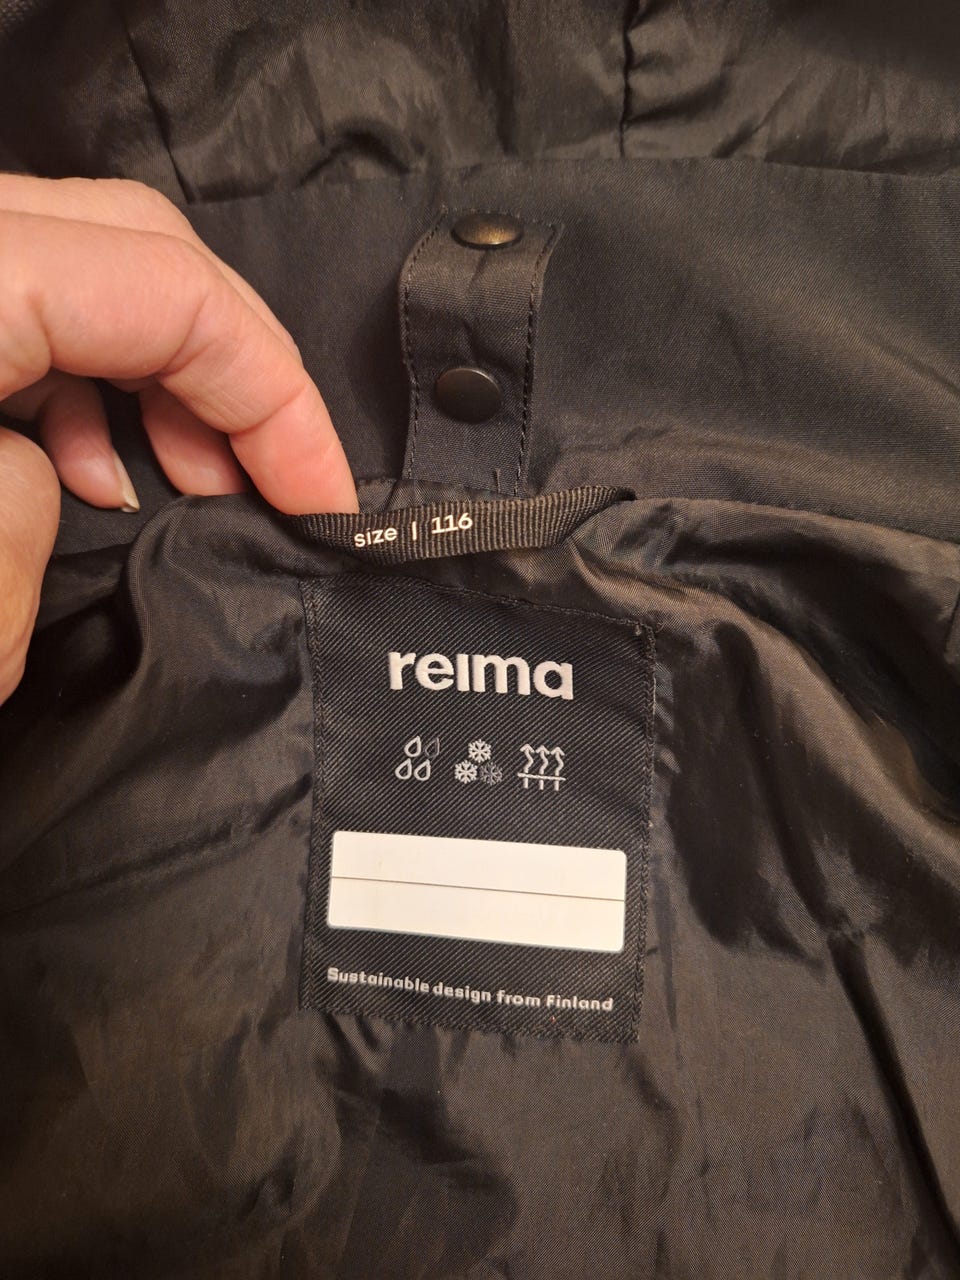 size | 116
reima
Sustainable design from Finland